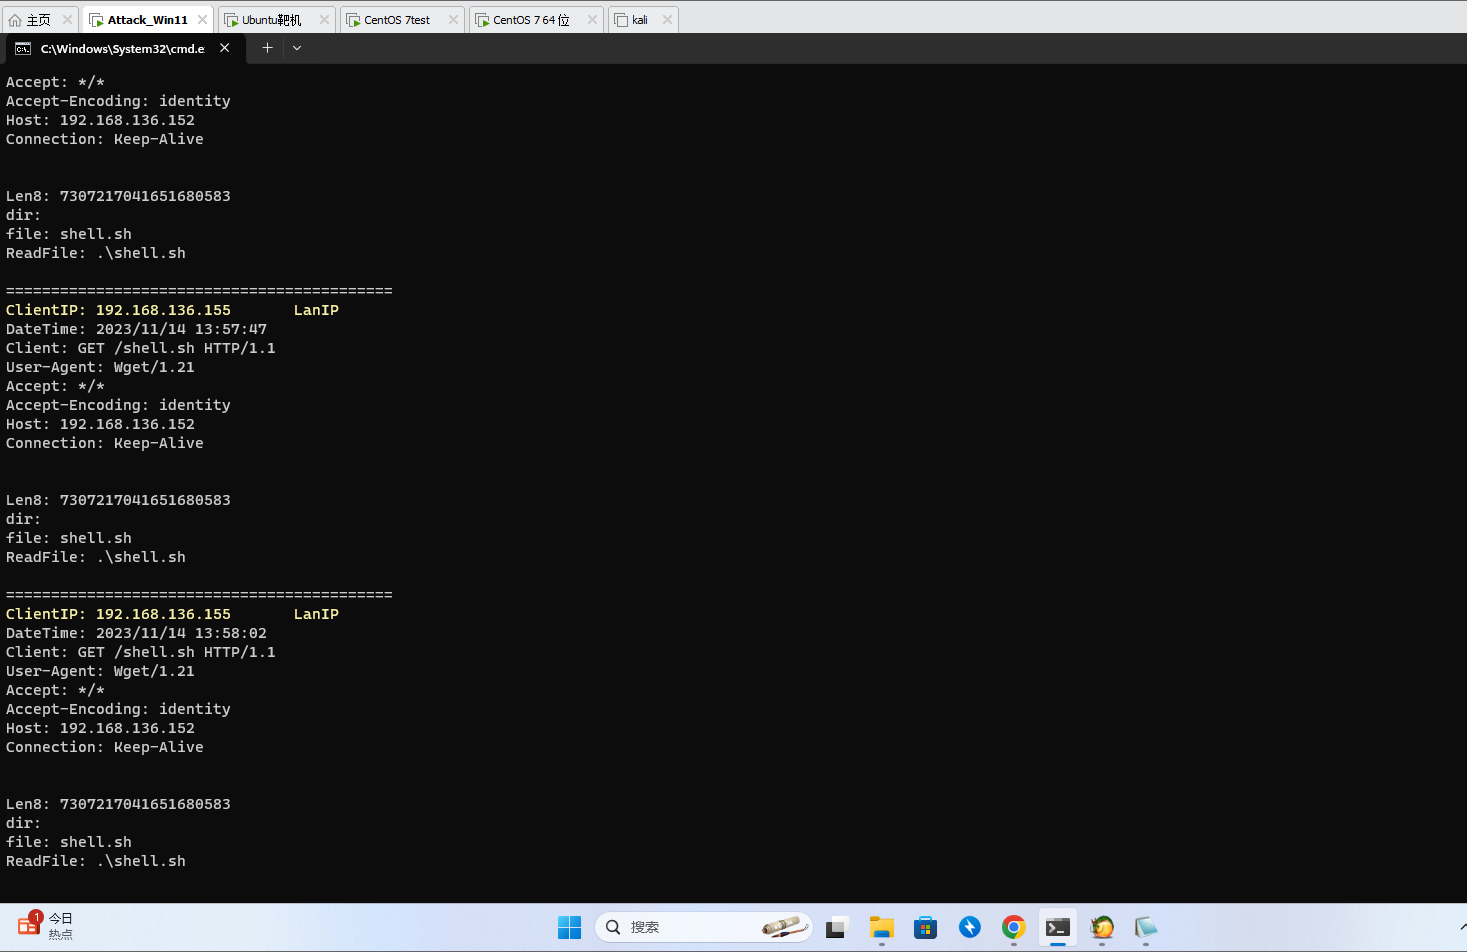 主页
Attack_Win11
Ubuntu靶机
CentOS 7test
CentOS 7 64 位
kali
C:\Windows\System32\cmd.e
Accept: */*
Accept-Encoding: identity
Host: 192.168.136.152
Connection: Keep-Alive
Len8: 7307217041651680583
dir:
file: shell.sh
ReadFile: .\shell.sh
===========================================
ClientIP: 192.168.136.155 LanIP
DateTime: 2023/11/14 13:57:47
Client: GET /shell.sh HTTP/1.1
User-Agent: Wget/1.21
Accept: */*
Accept-Encoding: identity
Host: 192.168.136.152
Connection: Keep-Alive
Len8: 7307217041651680583
dir:
file: shell.sh
ReadFile: .\shell.sh
===========================================
ClientIP: 192.168.136.155 LanIP
DateTime: 2023/11/14 13:58:02
Client: GET /shell.sh HTTP/1.1
User-Agent: Wget/1.21
Accept: */*
Accept-Encoding: identity
Host: 192.168.136.152
Connection: Keep-Alive
Len8: 7307217041651680583
dir:
file: shell.sh
ReadFile: .\shell.sh
1
今日
热点
搜索